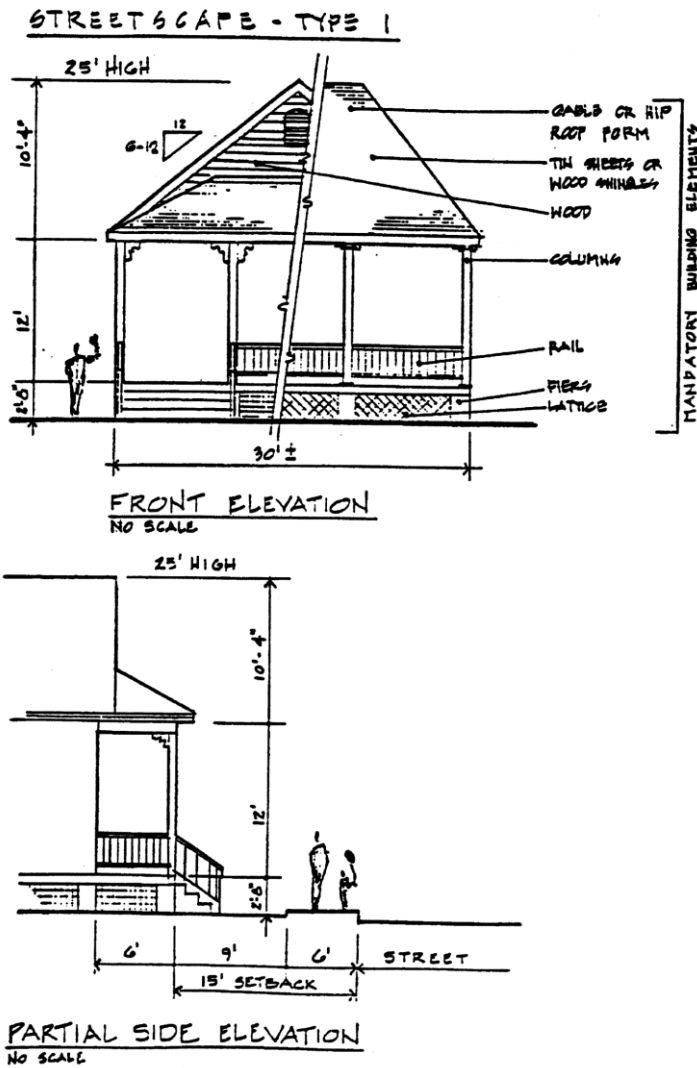 STREETSCAPE - TYPE 1
25' HIGH
10'-4"
12
6-12
12'
2'-8"
GABLE OR HIP
ROOF FORM
TIN SHEETS OR
WOOD SHINGLES
WOOD
COLUMNS
RAIL
PIERS
LATTICE
MANDATORY BUILDING ELEMENTS
30' ±
FRONT ELEVATION
NO SCALE
25' HIGH
10'-4"
12'
2'-8"
6'
9'
6'
STREET
15' SETBACK
PARTIAL SIDE ELEVATION
NO SCALE